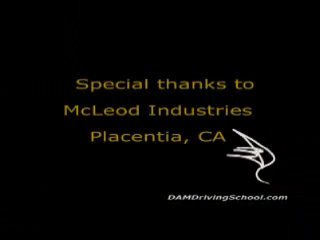 Special thanks to
McLeod Industries
Placentia, CA
DAMDrivingSchool.com